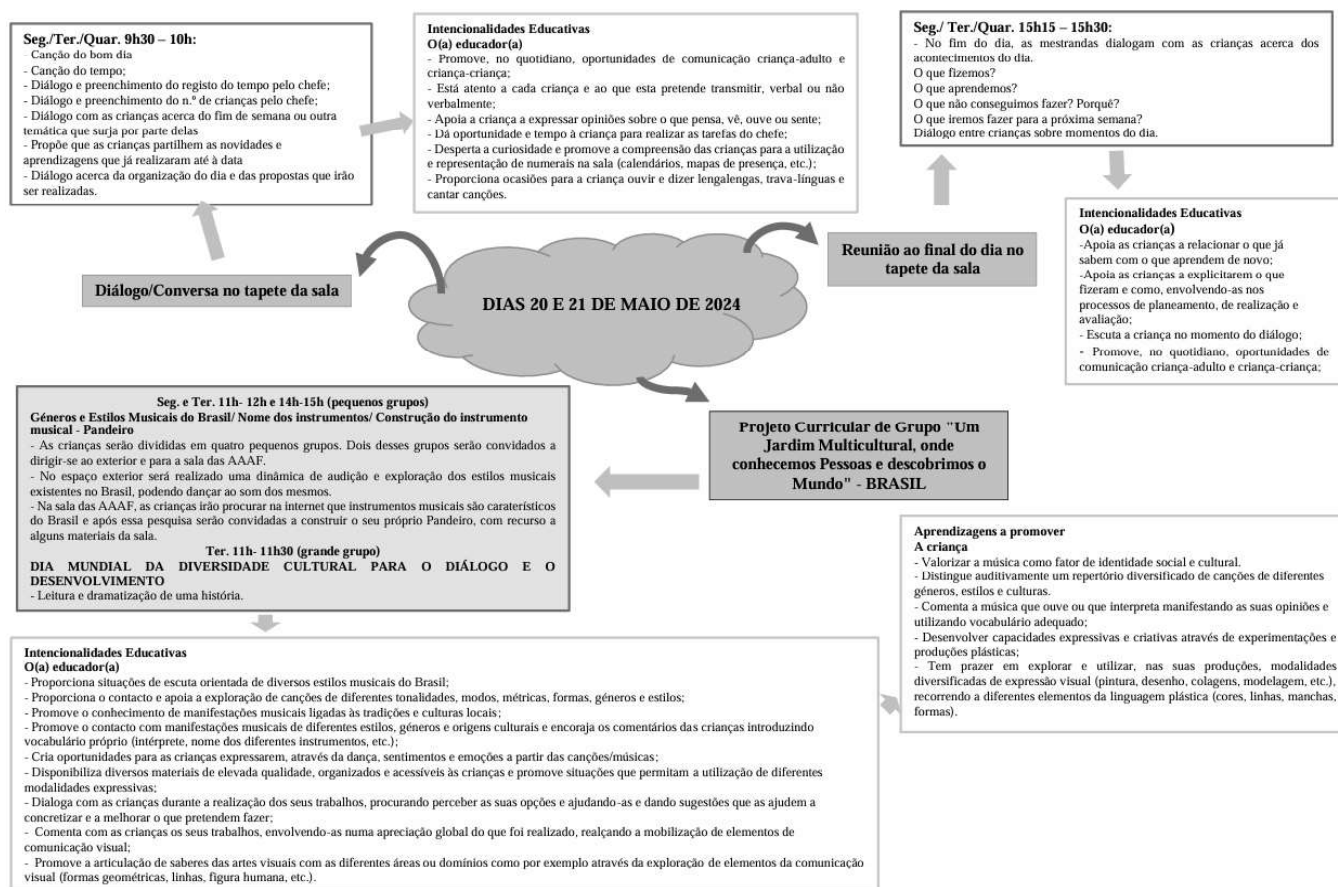 Seg./Ter./Quar. 9h30 – 10h:
- Canção do bom dia
- Canção do tempo;
- Diálogo e preenchimento do registo do tempo pelo chefe;
- Diálogo e preenchimento do n.º de crianças pelo chefe;
- Diálogo com as crianças acerca do fim de semana ou outra
temática que surja por parte delas
- Propõe que as crianças partilhem as novidades e
aprendizagens que já realizaram até à data
- Diálogo acerca da organização do dia e das propostas que irão
ser realizadas.
Intencionalidades Educativas
O(a) educador(a)
- Promove, no quotidiano, oportunidades de comunicação criança-adulto e
criança-criança;
- Está atento a cada criança e ao que esta pretende transmitir, verbal ou não
verbalmente;
- Apoia a criança a expressar opiniões sobre o que pensa, vê, ouve ou sente;
- Dá oportunidade e tempo à criança para realizar as tarefas do chefe;
- Desperta a curiosidade e promove a compreensão das crianças para a utilização
e representação de numerais na sala (calendários, mapas de presença, etc.);
- Proporciona ocasiões para a criança ouvir e dizer lengalengas, trava-línguas e
cantar canções.
Seg./ Ter./Quar. 15h15 – 15h30:
- No fim do dia, as mestrandas dialogam com as crianças acerca dos
acontecimentos do dia.
O que fizemos?
O que aprendemos?
O que não conseguimos fazer? Porquê?
O que iremos fazer para a próxima semana?
Diálogo entre crianças sobre momentos do dia.
Intencionalidades Educativas
O(a) educador(a)
-Apoia as crianças a relacionar o que já
sabem com o que aprendem de novo;
-Apoia as crianças a explicitarem o que
fizeram e como, envolvendo-as nos
processos de planeamento, de realização e
avaliação;
- Escuta a criança no momento do diálogo;
- Promove, no quotidiano, oportunidades de
comunicação criança-adulto e criança-criança;
Diálogo/Conversa no tapete da sala
DIAS 20 E 21 DE MAIO DE 2024
Reunião ao final do dia no
tapete da sala
Seg. e Ter. 11h- 12h e 14h-15h (pequenos grupos)
Géneros e Estilos Musicais do Brasil/ Nome dos instrumentos/ Construção do instrumento
musical - Pandeiro
- As crianças serão divididas em quatro pequenos grupos. Dois desses grupos serão convidados a
dirigir-se ao exterior e para a sala das AAAF.
- No espaço exterior será realizado uma dinâmica de audição e exploração dos estilos musicais
existentes no Brasil, podendo dançar ao som dos mesmos.
- Na sala das AAAF, as crianças irão procurar na internet que instrumentos musicais são caraterísticos
do Brasil e após essa pesquisa serão convidadas a construir o seu próprio Pandeiro, com recurso a
alguns materiais da sala.
Ter. 11h- 11h30 (grande grupo)
DIA MUNDIAL DA DIVERSIDADE CULTURAL PARA O DIÁLOGO E O
DESENVOLVIMENTO
- Leitura e dramatização de uma história.
Projeto Curricular de Grupo "Um
Jardim Multicultural, onde
conhecemos Pessoas e descobrimos o
Mundo" - BRASIL
Aprendizagens a promover
A criança
- Valorizar a música como fator de identidade social e cultural.
- Distingue auditivamente um repertório diversificado de canções de diferentes
géneros, estilos e culturas.
- Comenta a música que ouve ou que interpreta manifestando as suas opiniões e
utilizando vocabulário adequado;
- Desenvolver capacidades expressivas e criativas através de experimentações e
produções plásticas;
- Tem prazer em explorar e utilizar, nas suas produções, modalidades
diversificadas de expressão visual (pintura, desenho, colagens, modelagem, etc.),
recorrendo a diferentes elementos da linguagem plástica (cores, linhas, manchas,
formas).
Intencionalidades Educativas
O(a) educador(a)
- Proporciona situações de escuta orientada de diversos estilos musicais do Brasil;
- Proporciona o contacto e apoia a exploração de canções de diferentes tonalidades, modos, métricas, formas, géneros e estilos;
- Promove o conhecimento de manifestações musicais ligadas às tradições e culturas locais;
- Promove o contacto com manifestações musicais de diferentes estilos, géneros e origens culturais e encoraja os comentários das crianças introduzindo
vocabulário próprio (intérprete, nome dos diferentes instrumentos, etc.);
- Cria oportunidades para as crianças expressarem, através da dança, sentimentos e emoções a partir das canções/músicas;
- Disponibiliza diversos materiais de elevada qualidade, organizados e acessíveis às crianças e promove situações que permitam a utilização de diferentes
modalidades expressivas;
- Dialoga com as crianças durante a realização dos seus trabalhos, procurando perceber as suas opções e ajudando-as e dando sugestões que as ajudem a
concretizar e a melhorar o que pretendem fazer;
- Comenta com as crianças os seus trabalhos, envolvendo-as numa apreciação global do que foi realizado, realçando a mobilização de elementos de
comunicação visual;
- Promove a articulação de saberes das artes visuais com as diferentes áreas ou domínios como por exemplo através da exploração de elementos da comunicação
visual (formas geométricas, linhas, figura humana, etc.).